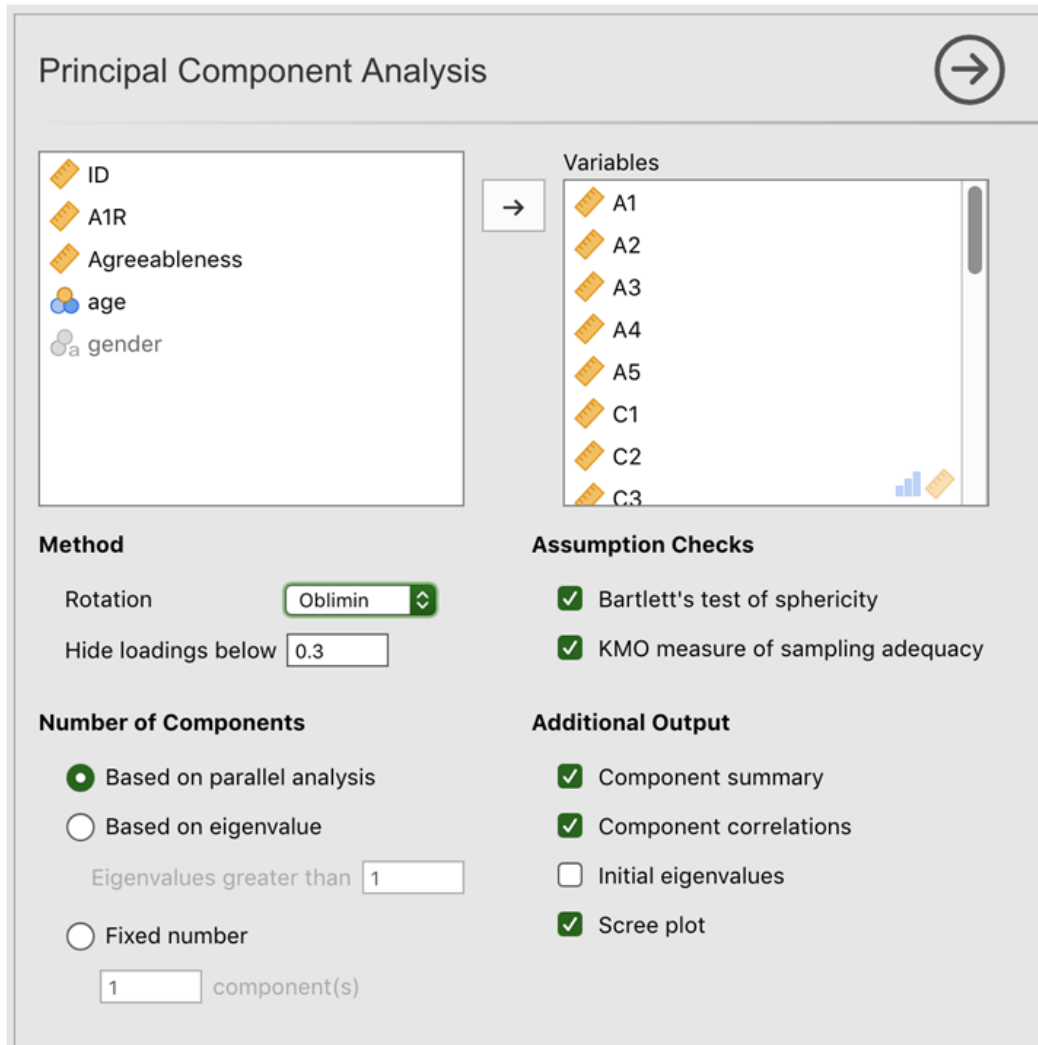 Principal Component Analysis
ID
A1R
Agreeableness
age
a gender
Variables
A1
A2
A3
A4
A5
C1
C2
C3
Method
Rotation Oblimin
Hide loadings below 0.3
Assumption Checks
Bartlett's test of sphericity
KMO measure of sampling adequacy
Number of Components
Based on parallel analysis
Based on eigenvalue
Eigenvalues greater than 1
Fixed number
1 component(s)
Additional Output
Component summary
Component correlations
Initial eigenvalues
Scree plot